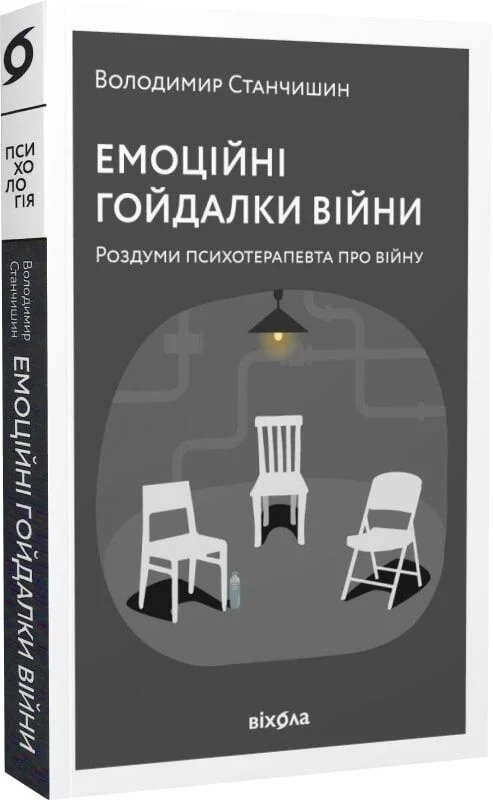 Володимир Станчишин
ЕМОЦІЙНІ
ГОЙДАЛКИ ВІЙНИ
Роздуми психотерапевта про війну
віхола
ПСИ
ХО
ЛО
ГІЯ
Володимир
Станчишин
ЕМОЦІЙНІ ГОЙДАЛКИ ВІЙНИ